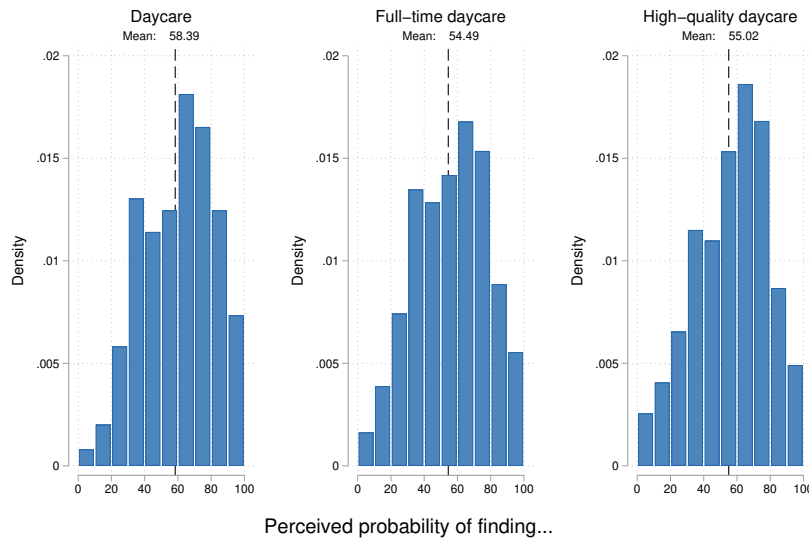 Daycare
Mean: 58.39
.02
.015
.01
.005
0
Density
0 20 40 60 80 100
Full−time daycare
Mean: 54.49
.02
.015
.01
.005
0
Density
0 20 40 60 80 100
High−quality daycare
Mean: 55.02
.02
.015
.01
.005
0
Density
0 20 40 60 80 100
Perceived probability of finding...